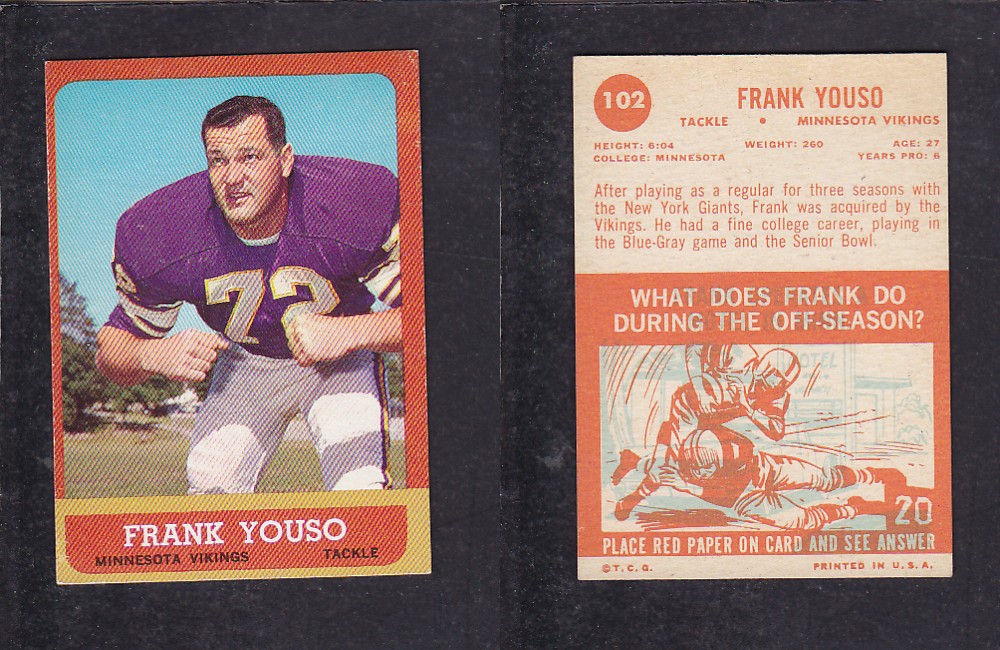 72
FRANK YOUSO
MINNESOTA VIKINGS TACKLE
102
FRANK YOUSO
TACKLE • MINNESOTA VIKINGS
HEIGHT: 6:04 WEIGHT: 260 AGE: 27
COLLEGE: MINNESOTA YEARS PRO: 6
After playing as a regular for three seasons with
the New York Giants, Frank was acquired by the
Vikings. He had a fine college career, playing in
the Blue-Gray game and the Senior Bowl.
WHAT DOES FRANK DO
DURING THE OFF-SEASON?
20
PLACE RED PAPER ON CARD AND SEE ANSWER
©T.C.G. PRINTED IN U.S.A.